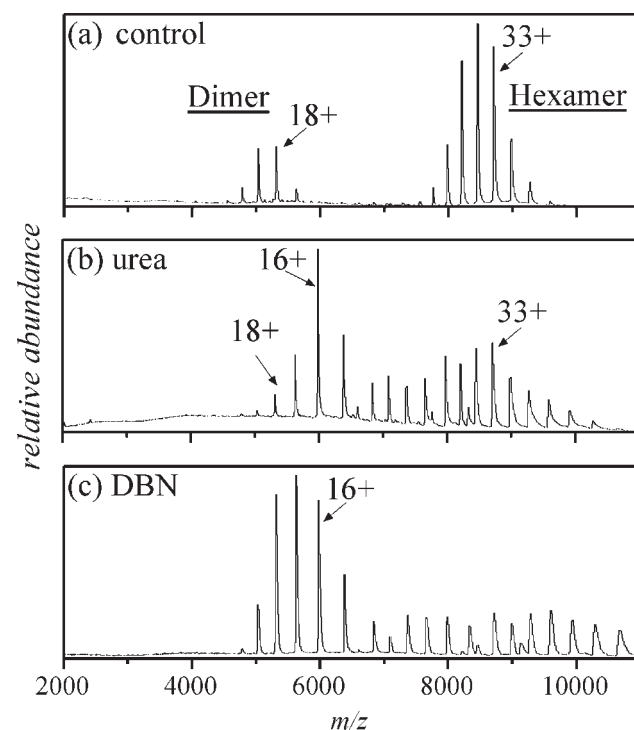 (a) control
33+
Dimer
Hexamer
18+
(b) urea
16+
18+
33+
(c) DBN
16+
relative abundance
2000 4000 6000 8000 10000
m/z